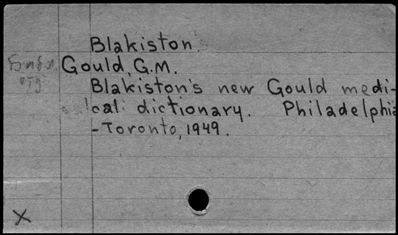 Blakiston.
Gould, G.M.
Blakiston's new Gould medi-
cal dictionary. Philadelphia
-Toronto, 1949.
X